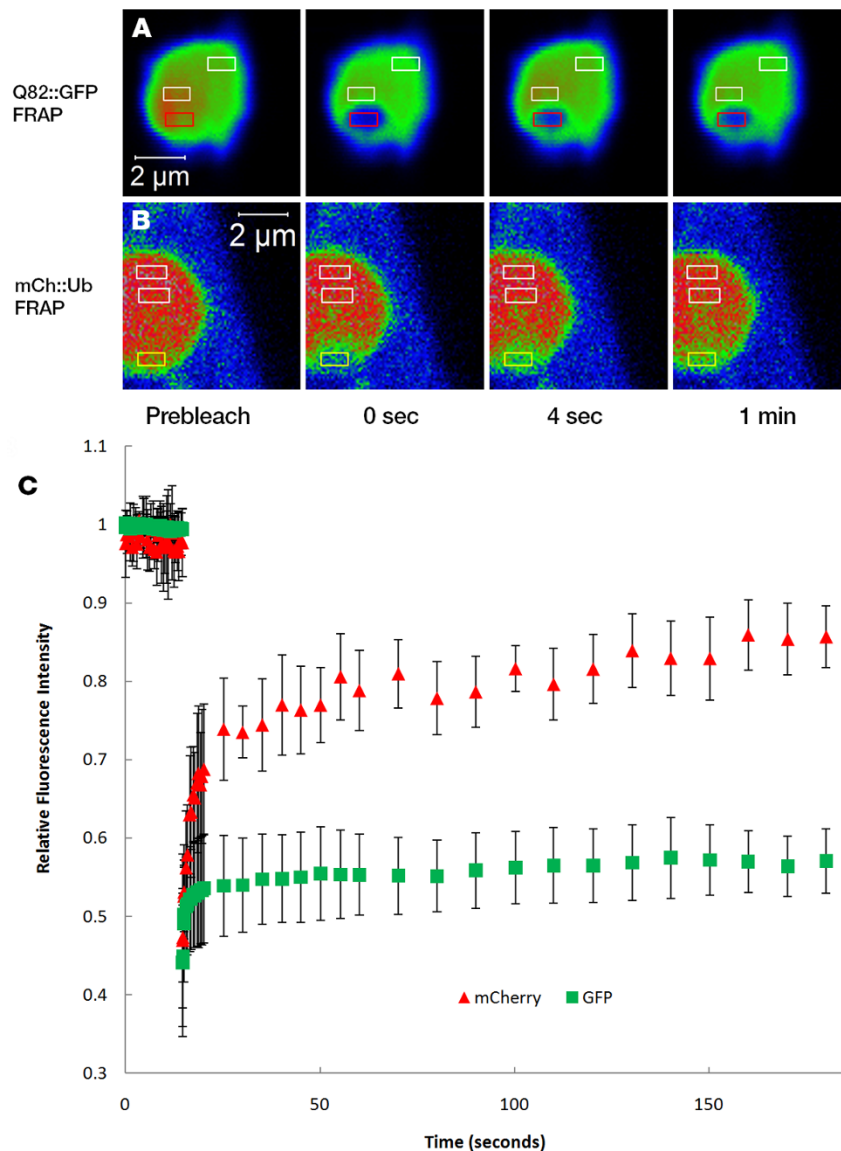 A
Q82::GFP
FRAP
2 μm
B
2 μm
mCh::Ub
FRAP
Prebleach 0 sec 4 sec 1 min
C
1.1
1
0.9
0.8
0.7
0.6
0.5
0.4
0.3
Relative Fluorescence Intensity
mCherry GFP
0 50 100 150
Time (seconds)